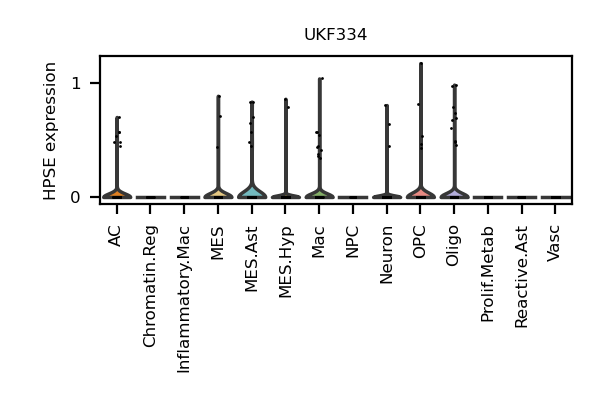 UKF334
HPSE expression
1
0
AC
Chromatin.Reg
Inflammatory.Mac
MES
MES.Ast
MES.Hyp
Mac
NPC
Neuron
OPC
Oligo
Prolif.Metab
Reactive.Ast
Vasc